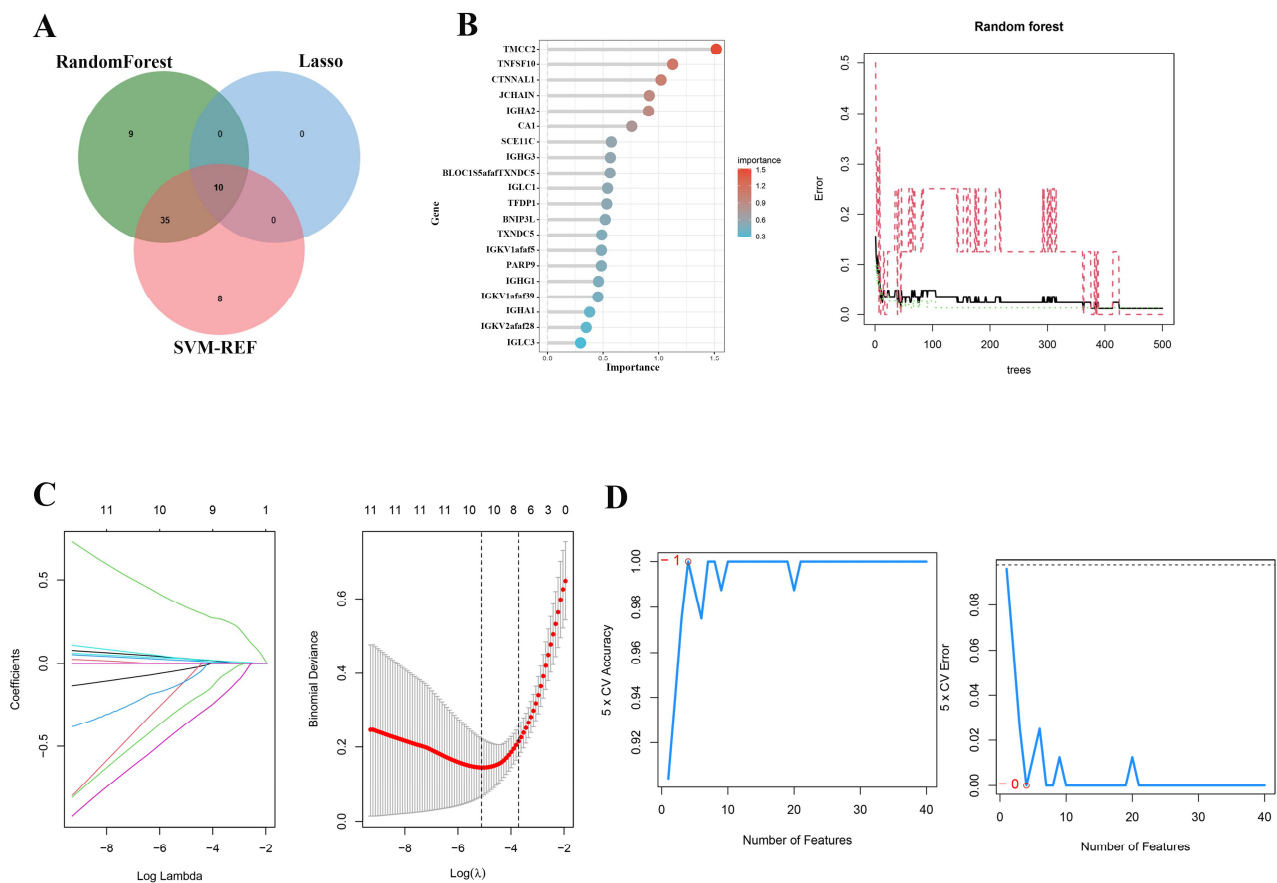 A
RandomForest
Lasso
9
0
0
10
35
0
8
SVM-REF
B
TMCC2
TNFSF10
CTNNAL1
JCHAIN
IGHA2
CA1
SCE11C
IGHG3
BLOC1S5afafTXNDC5
IGLC1
TFDP1
BNIP3L
TXNDC5
IGKV1afaf5
PARP9
IGHG1
IGKV1afaf39
IGHA1
IGKV2afaf28
IGLC3
Gene
0.0
0.5
1.0
1.5
Importance
importance
1.5
1.2
0.9
0.6
0.3
Random forest
0.5
0.4
0.3
0.2
0.1
0.0
Error
0
100
200
300
400
500
trees
C
11
10
9
1
0.5
0.0
−0.5
Coefficients
−8
−6
−4
−2
Log Lambda
11 11 11 11 10 10 8 6 3 0
0.6
0.4
0.2
0.0
Binomial Deviance
−8
−6
−4
−2
Log(λ)
D
1.00
0.98
0.96
0.94
0.92
5 x CV Accuracy
1
0
10
20
30
40
Number of Features
0.08
0.06
0.04
0.02
0.00
5 x CV Error
0
0
10
20
30
40
Number of Features